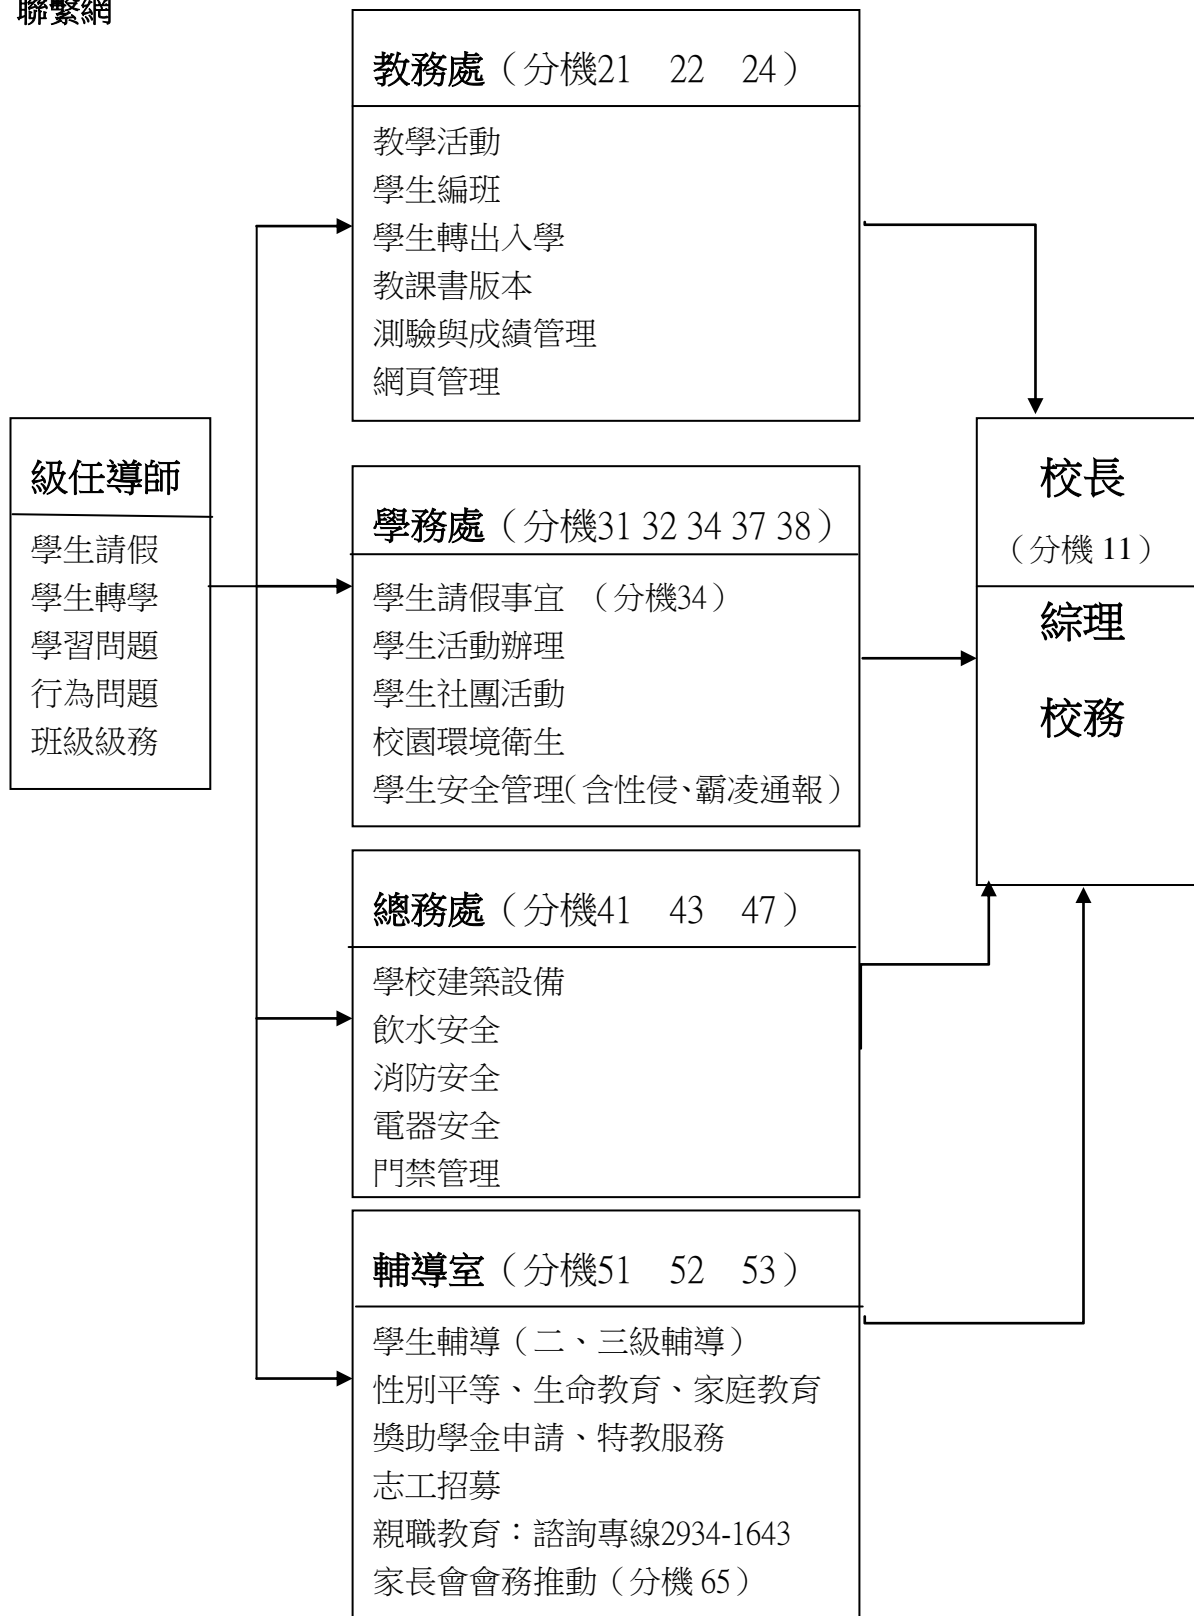 聯繫網
教務處（分機21 22 24）
教學活動
學生編班
學生轉出入學
教課書版本
測驗與成績管理
網頁管理
級任導師
學生請假
學生轉學
學習問題
行為問題
班級級務
學務處（分機31 32 34 37 38）
學生請假事宜 （分機34）
學生活動辦理
學生社團活動
校園環境衛生
學生安全管理（含性侵、霸凌通報）
校長
（分機 11）
綜理
校務
總務處（分機41 43 47）
學校建築設備
飲水安全
消防安全
電器安全
門禁管理
輔導室（分機51 52 53）
學生輔導（二、三級輔導）
性別平等、生命教育、家庭教育
獎助學金申請、特教服務
志工招募
親職教育：諮詢專線2934-1643
家長會會務推動（分機 65）